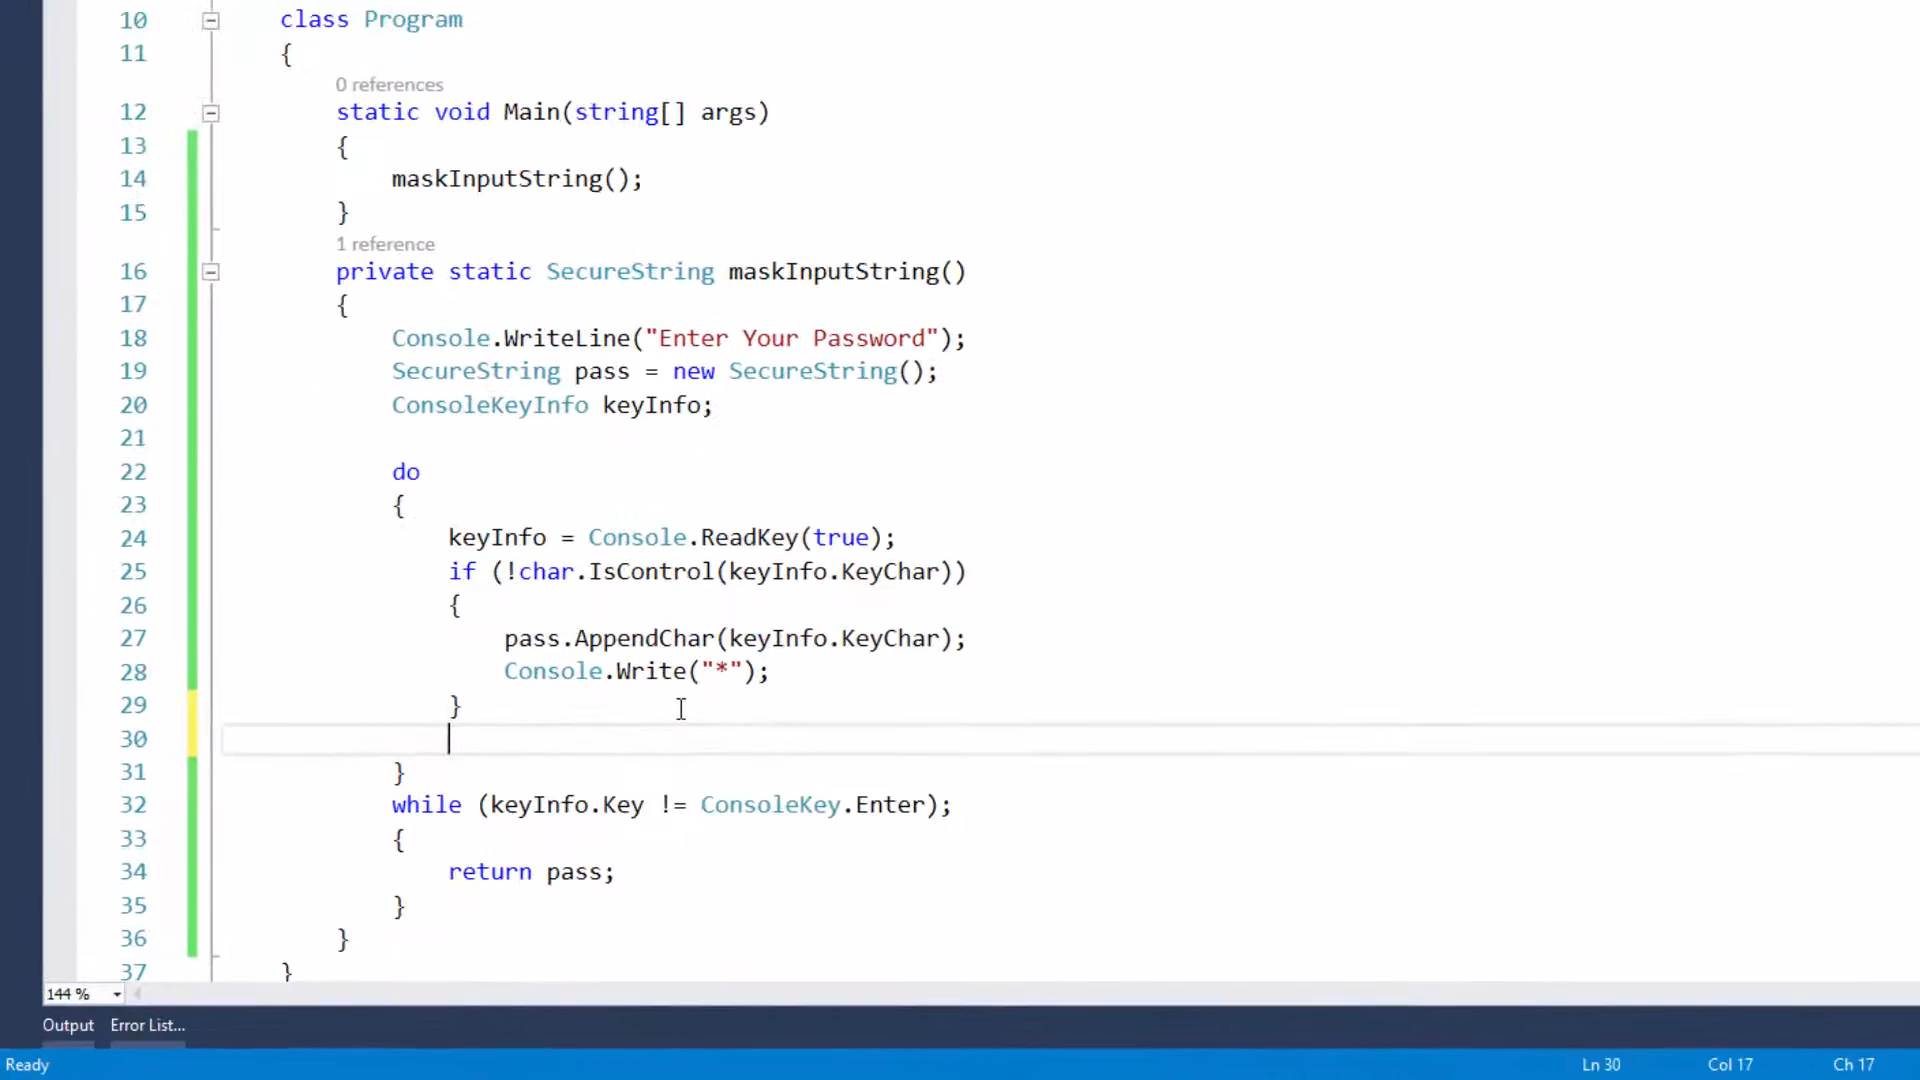 10 class Program
11 {
0 references
12 static void Main(string[] args)
13 {
14 maskInputString();
15 }
1 reference
16 private static SecureString maskInputString()
17 {
18 Console.WriteLine("Enter Your Password");
19 SecureString pass = new SecureString();
20 ConsoleKeyInfo keyInfo;
21
22 do
23 {
24 keyInfo = Console.ReadKey(true);
25 if (!char.IsControl(keyInfo.KeyChar))
26 {
27 pass.AppendChar(keyInfo.KeyChar);
28 Console.Write("*");
29 }
30
31 }
32 while (keyInfo.Key != ConsoleKey.Enter);
33 {
34 return pass;
35 }
36 }
37 }
144 %
Output Error List...
Ready Ln 30 Col 17 Ch 17